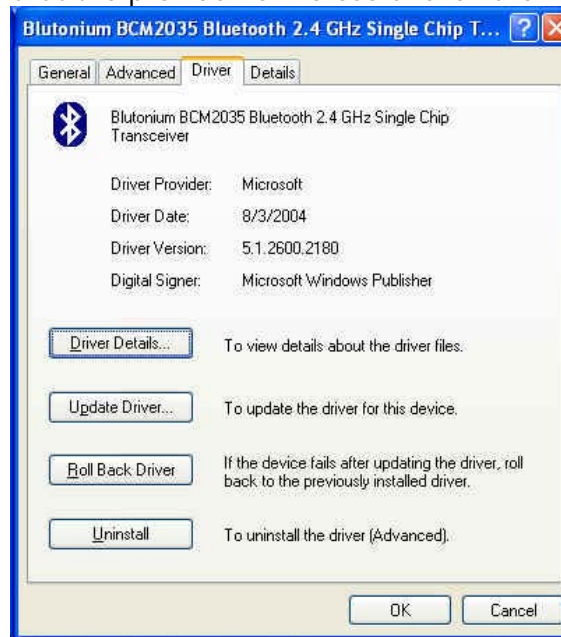 Blutonium BCM2035 Bluetooth 2.4 GHz Single Chip T...
General Advanced Driver Details
Blutonium BCM2035 Bluetooth 2.4 GHz Single Chip
Transceiver
Driver Provider: Microsoft
Driver Date: 8/3/2004
Driver Version: 5.1.2600.2180
Digital Signer: Microsoft Windows Publisher
Driver Details... To view details about the driver files.
Update Driver... To update the driver for this device.
Roll Back Driver If the device fails after updating the driver, roll
back to the previously installed driver.
Uninstall To uninstall the driver (Advanced).
OK Cancel